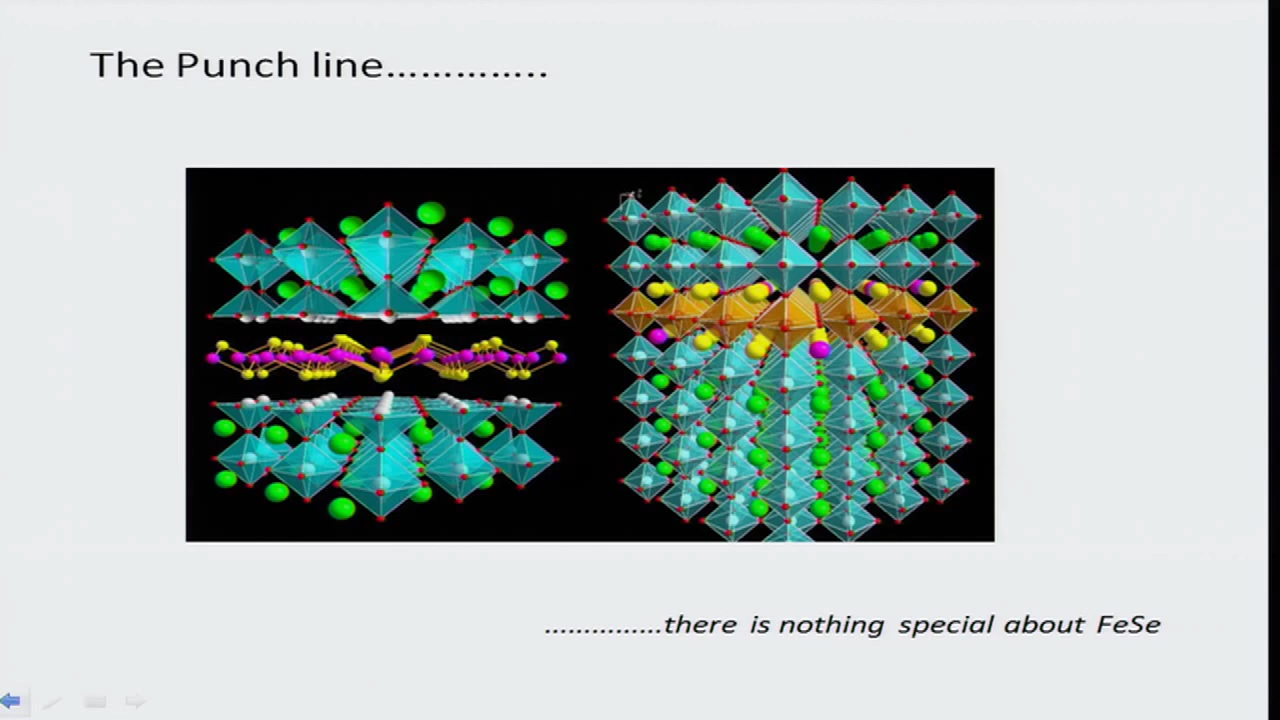 The Punch line…………..
……………there is nothing special about FeSe